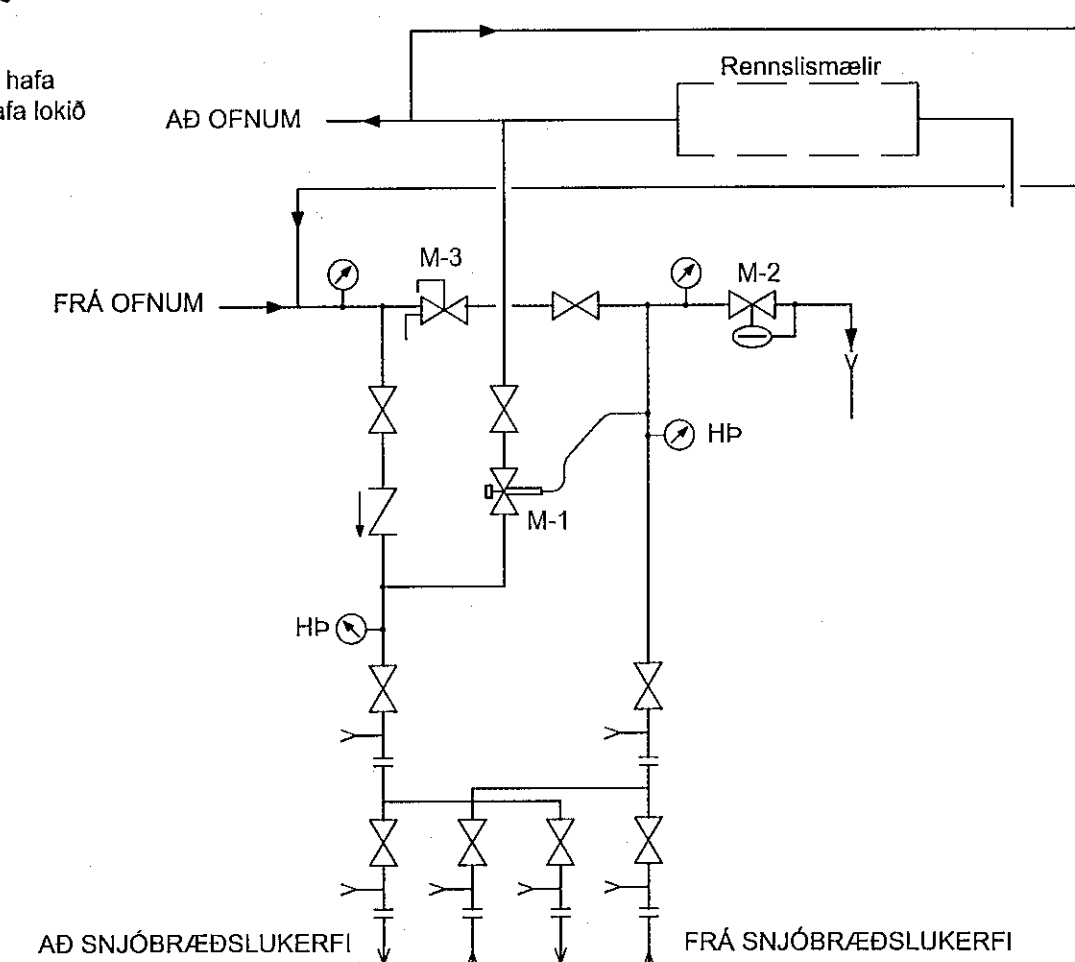 hafa
afa lokið
Rennslismælir
AÐ OFNUM
M-3
M-2
FRÁ OFNUM
HÞ
M-1
HÞ
AÐ SNJÓBRÆÐSLUKERFI
FRÁ SNJÓBRÆÐSLUKERFI